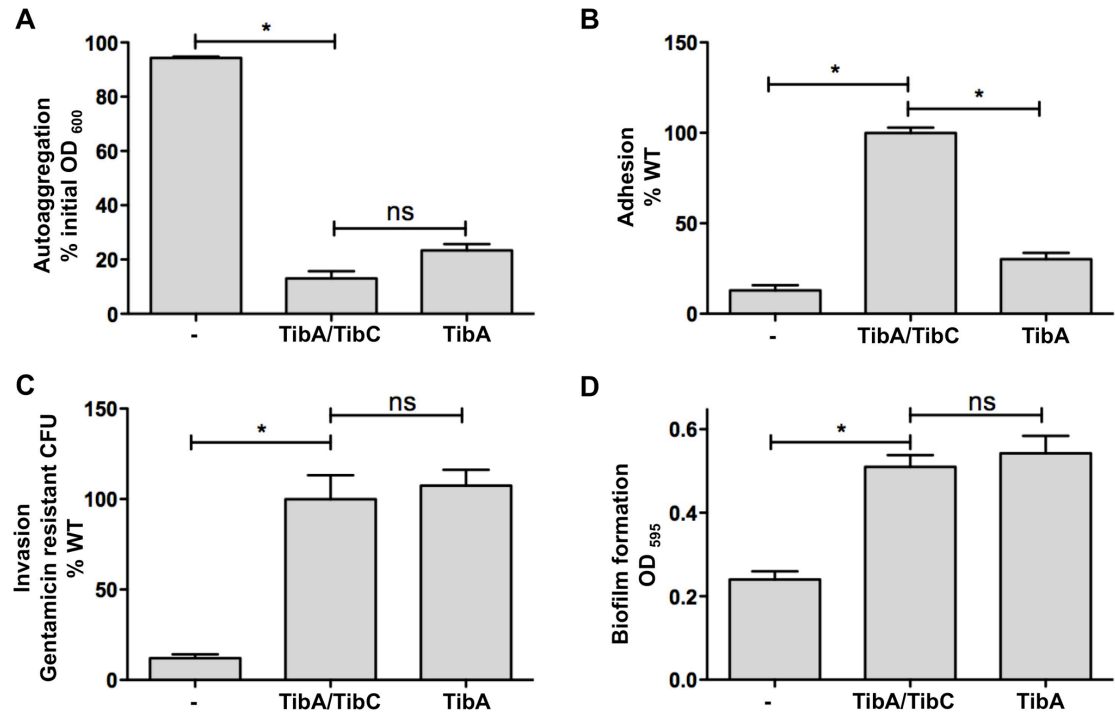 A
*
100
80
60
40
20
0
Autoaggregation
% initial OD 600
ns
-
TibA/TibC
TibA
B
*
*
150
100
50
0
Adhesion
% WT
-
TibA/TibC
TibA
C
*
ns
150
100
50
0
Invasion
Gentamicin resistant CFU
% WT
-
TibA/TibC
TibA
D
*
ns
0.6
0.4
0.2
0.0
Biofilm formation
OD 595
-
TibA/TibC
TibA